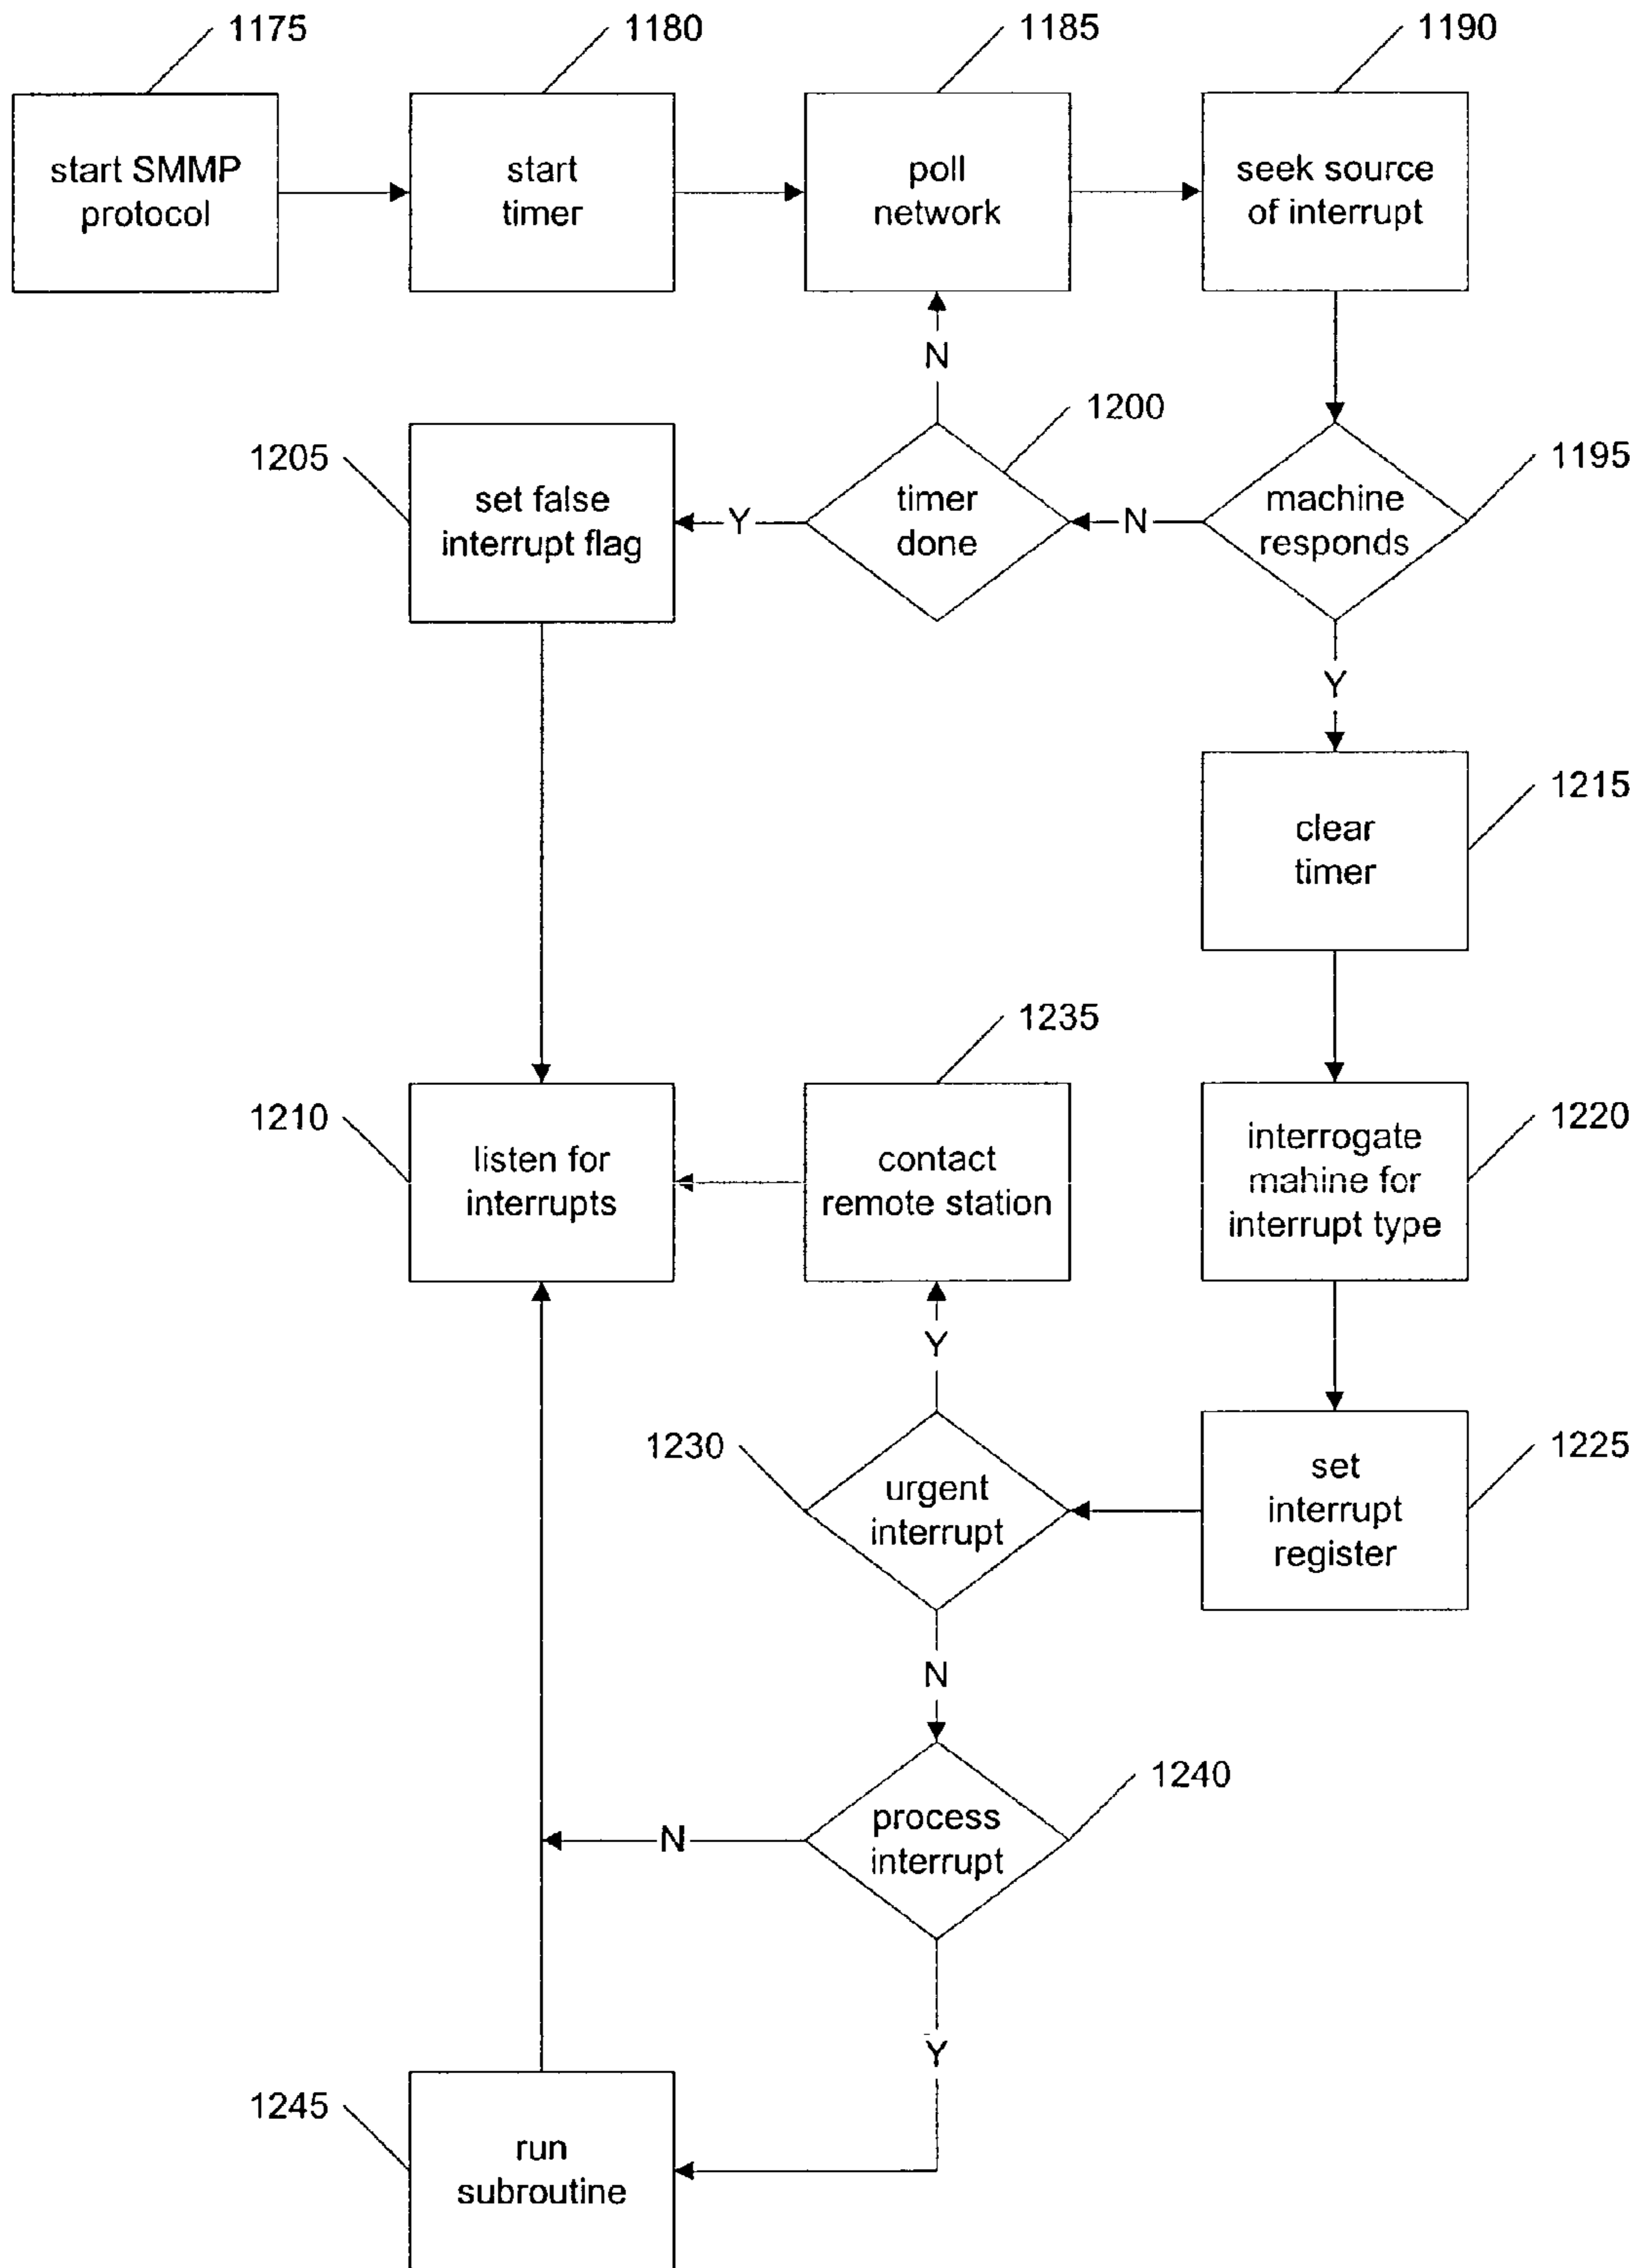 1175
1180
1185
1190
start SMMP
protocol
start
timer
poll
network
seek source
of interrupt
N
1200
1205
1195
set false
interrupt flag
Y
timer
done
N
machine
responds
Y
1215
clear
timer
1235
1210
1220
listen for
interrupts
contact
remote station
interrogate
mahine for
interrupt type
Y
1230
1225
urgent
interrupt
set
interrupt
register
N
1240
process
interrupt
N
Y
1245
run
subroutine